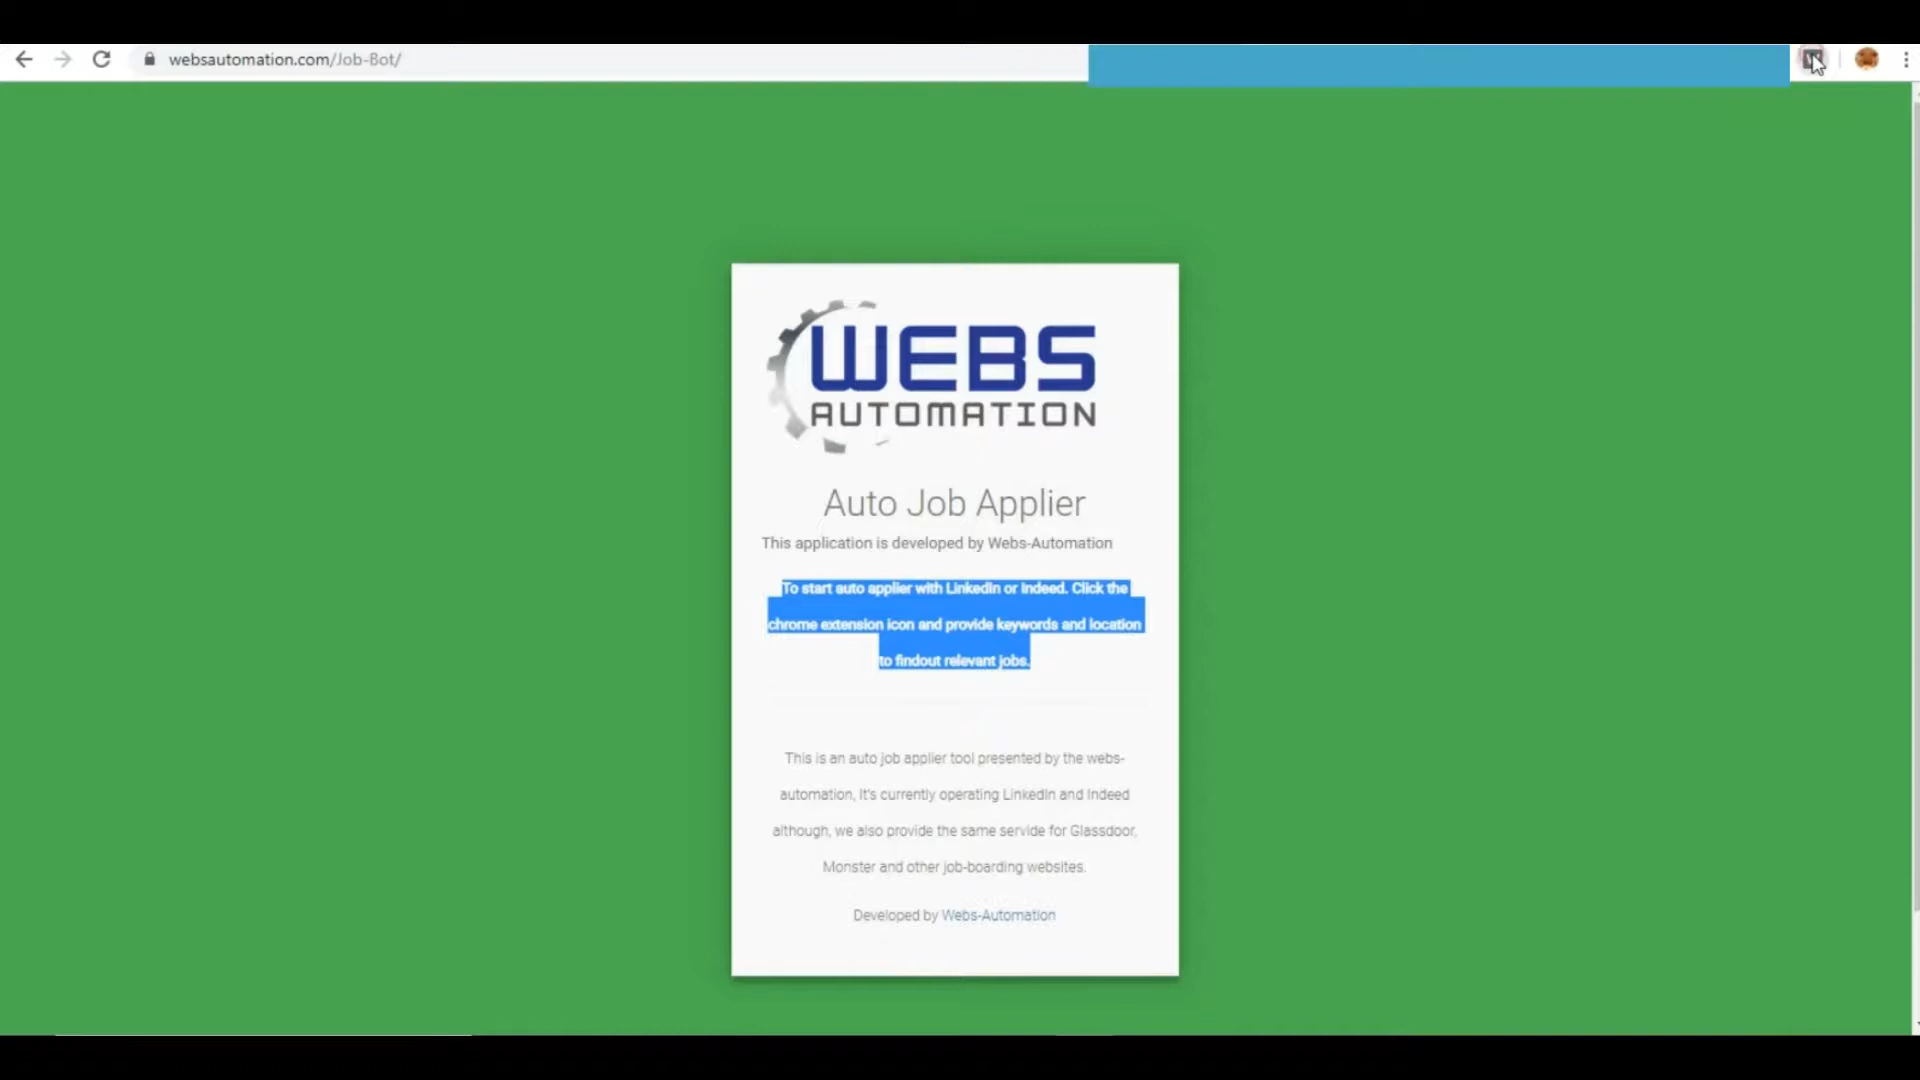 websautomation.com/Job-Bot/
WEBS
AUTOMATION
Auto Job Applier
This application is developed by Webs-Automation
To start auto applier with LinkedIn or Indeed. Click the
chrome extension icon and provide keywords and location
to findout relevant jobs.
This is an auto job applier tool presented by the webs-
automation, It's currently operating LinkedIn and Indeed
although, we also provide the same servide for Glassdoor,
Monster and other job-boarding websites.
Developed by Webs-Automation